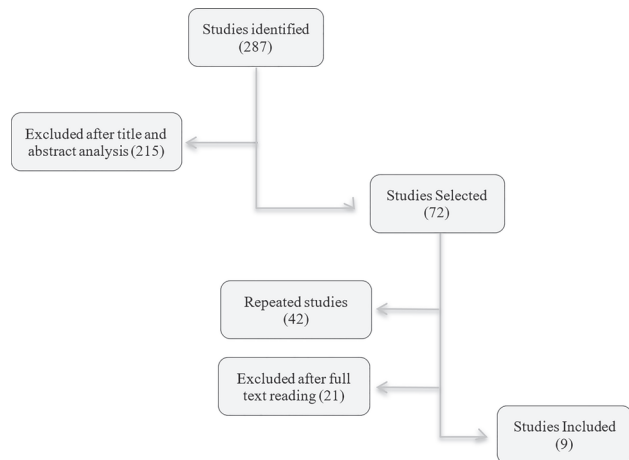 Studies identified
(287)
Excluded after title and
abstract analysis (215)
Studies Selected
(72)
Repeated studies
(42)
Excluded after full
text reading (21)
Studies Included
(9)